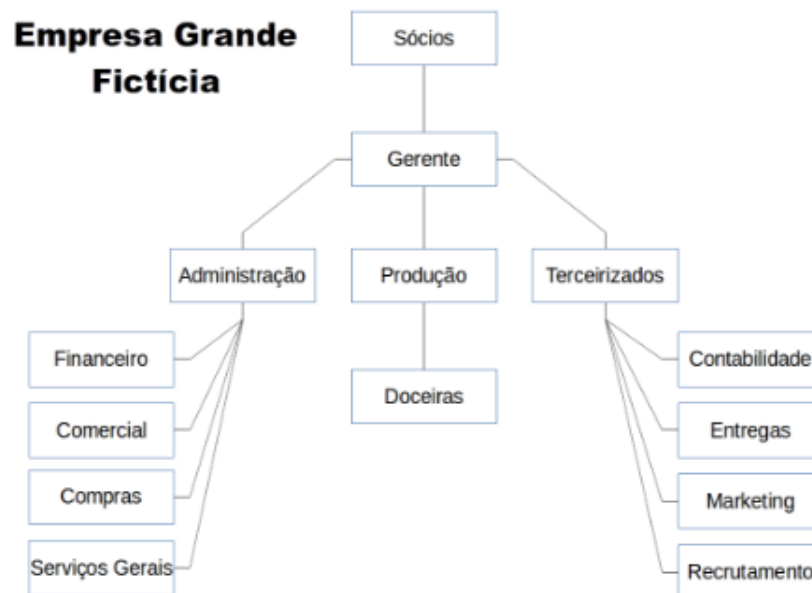 Empresa Grande
Fictícia
Sócios
Gerente
Administração
Produção
Terceirizados
Financeiro
Comercial
Compras
Serviços Gerais
Doceiras
Contabilidade
Entregas
Marketing
Recrutamento